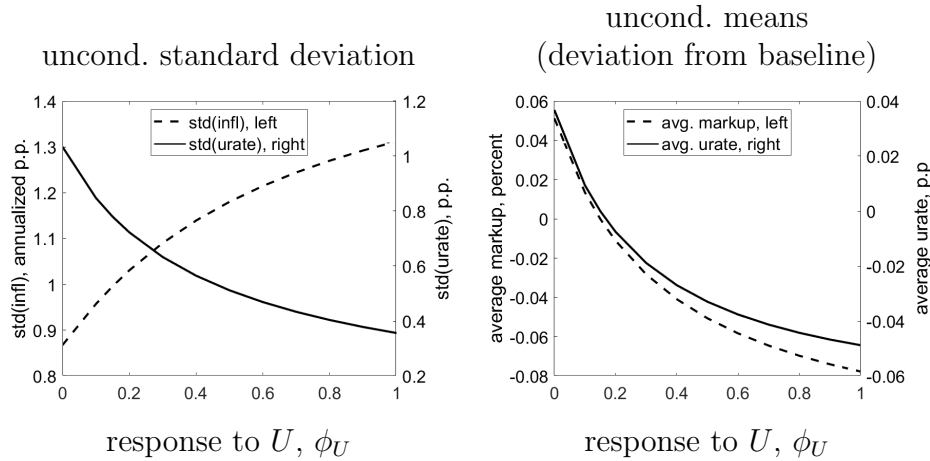 uncond. standard deviation
1.4
1.3
1.2
1.1
1
0.9
0.8
std(infl), annualized p.p.
std(infl), left
std(urate), right
1.2
1
0.8
0.6
0.4
0.2
std(urate), p.p.
0 0.2 0.4 0.6 0.8 1
response to U, ϕ_U
uncond. means
(deviation from baseline)
0.06
0.04
0.02
0
-0.02
-0.04
-0.06
-0.08
average markup, percent
avg. markup, left
avg. urate, right
0.04
0.02
0
-0.02
-0.04
-0.06
average urate, p.p
0 0.2 0.4 0.6 0.8 1
response to U, ϕ_U